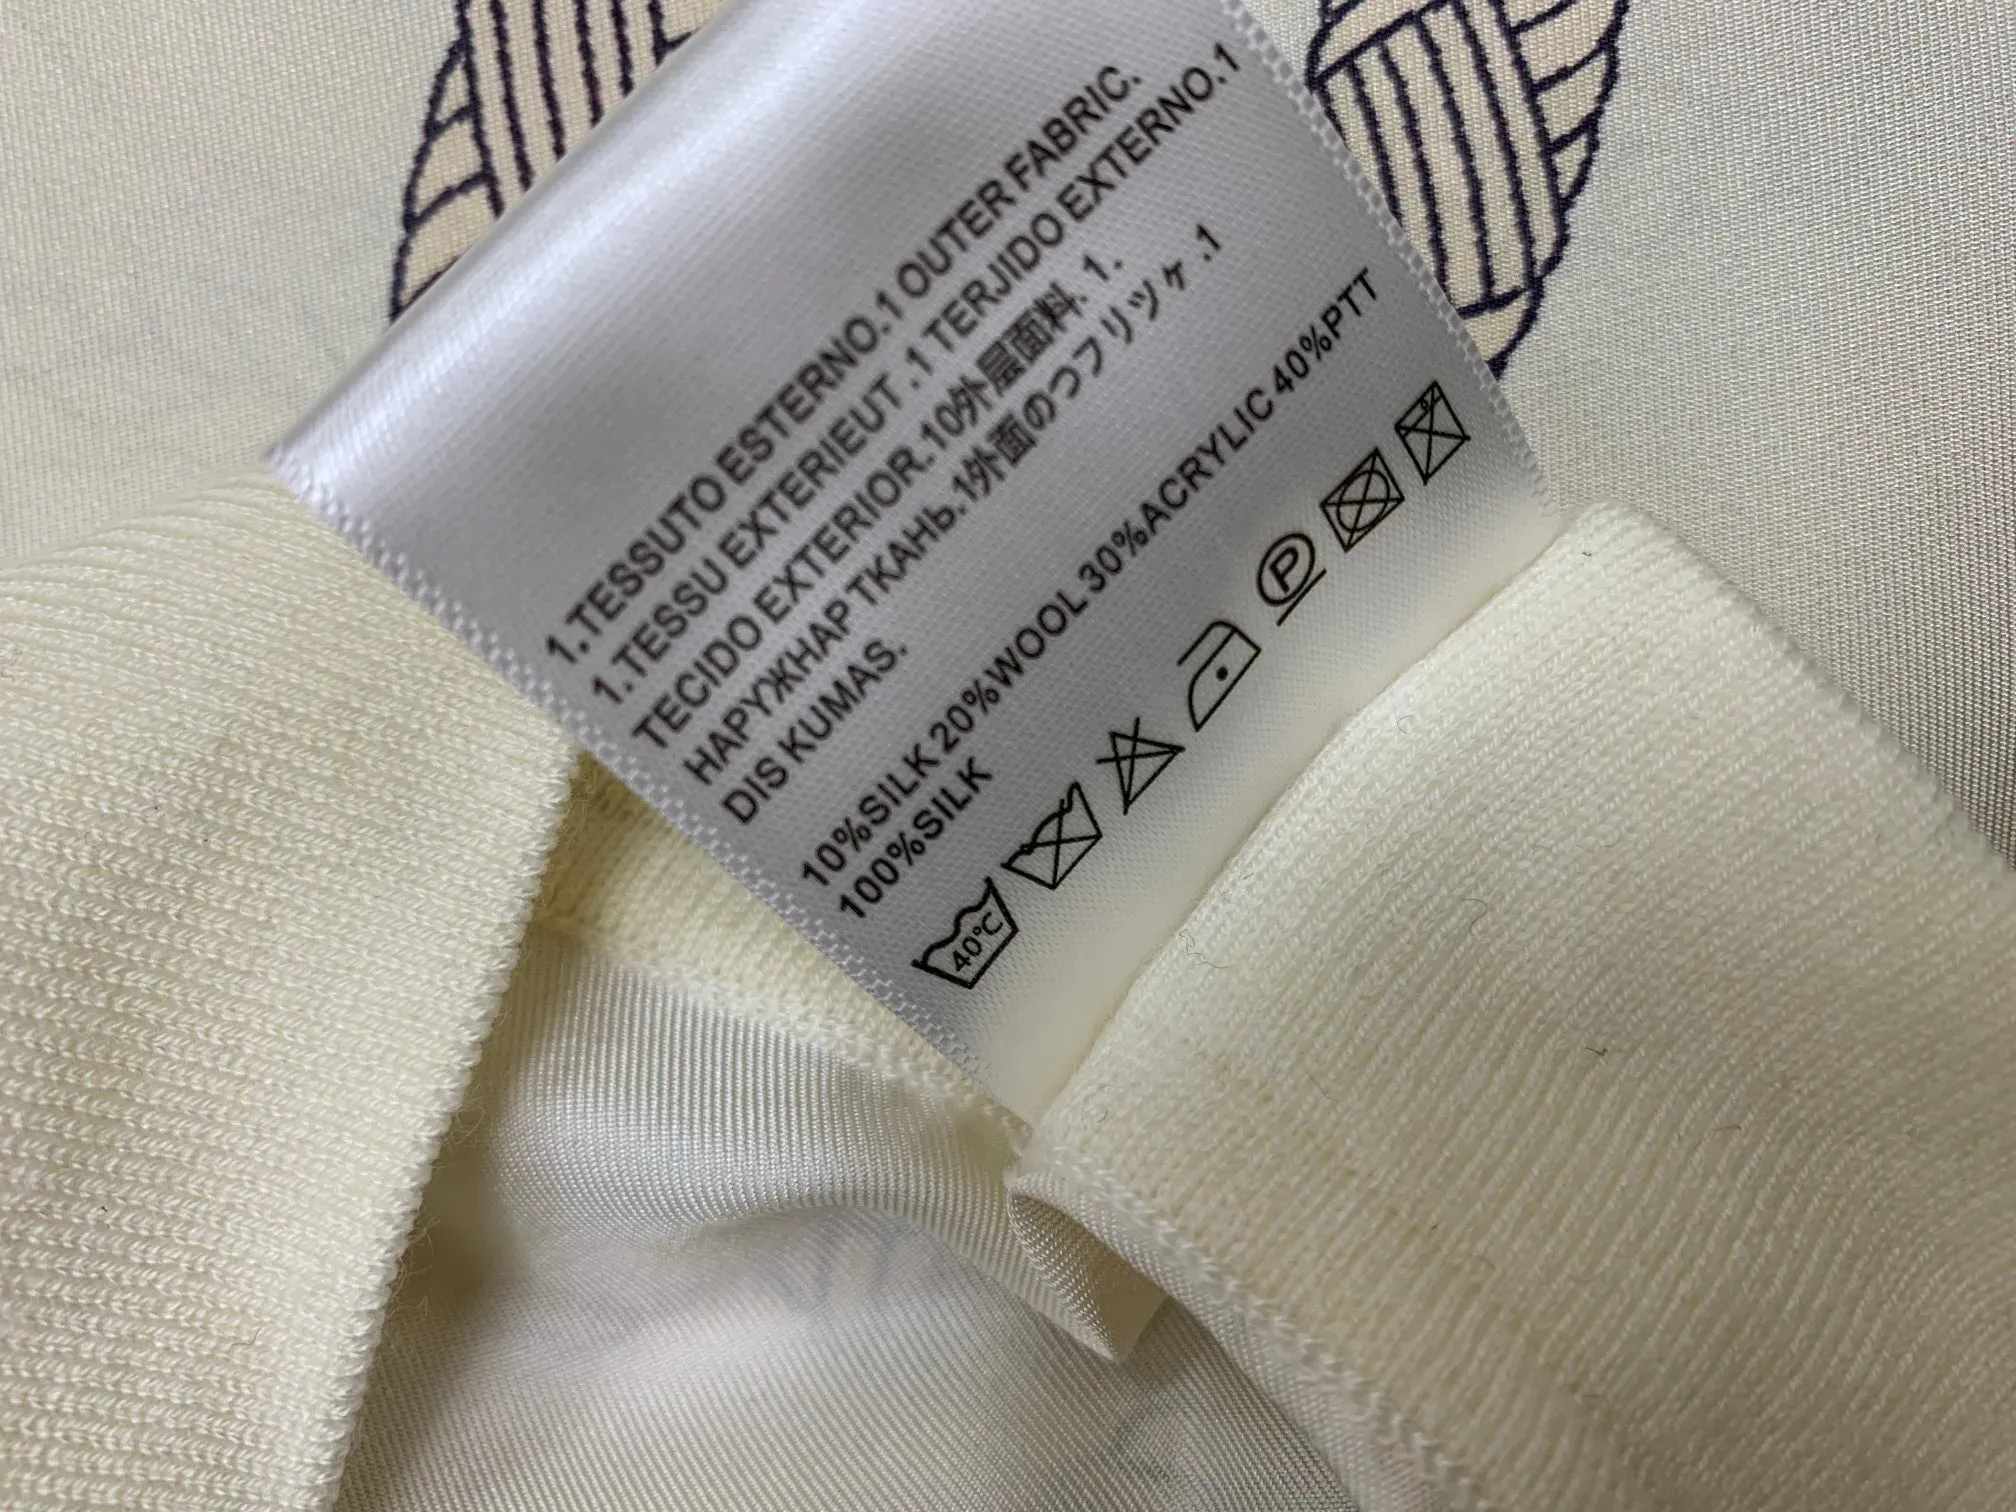 1.TESSUTO ESTERNO.1 OUTER FABRIC.
1.TESSU EXTERIEUT .1 TERJIDO EXTERNO.1
TECIDO EXTERIOR.10外层面料. 1.
НАРУЖНАР ТКАНЬ.1外面のつフリッヶ .1
DIS KUMAS.
10%SILK 20%WOOL 30%ACRYLIC 40%PTT
100%SILK
40℃
P